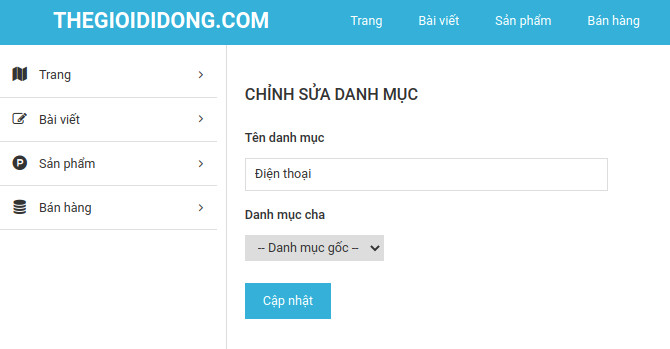 THEGIOIDIDONG.COM
Trang
Bài viết
Sản phẩm
Bán hàng
Trang
Bài viết
Sản phẩm
Bán hàng
CHỈNH SỬA DANH MỤC
Tên danh mục
Điện thoại
Danh mục cha
-- Danh mục gốc --
Cập nhật